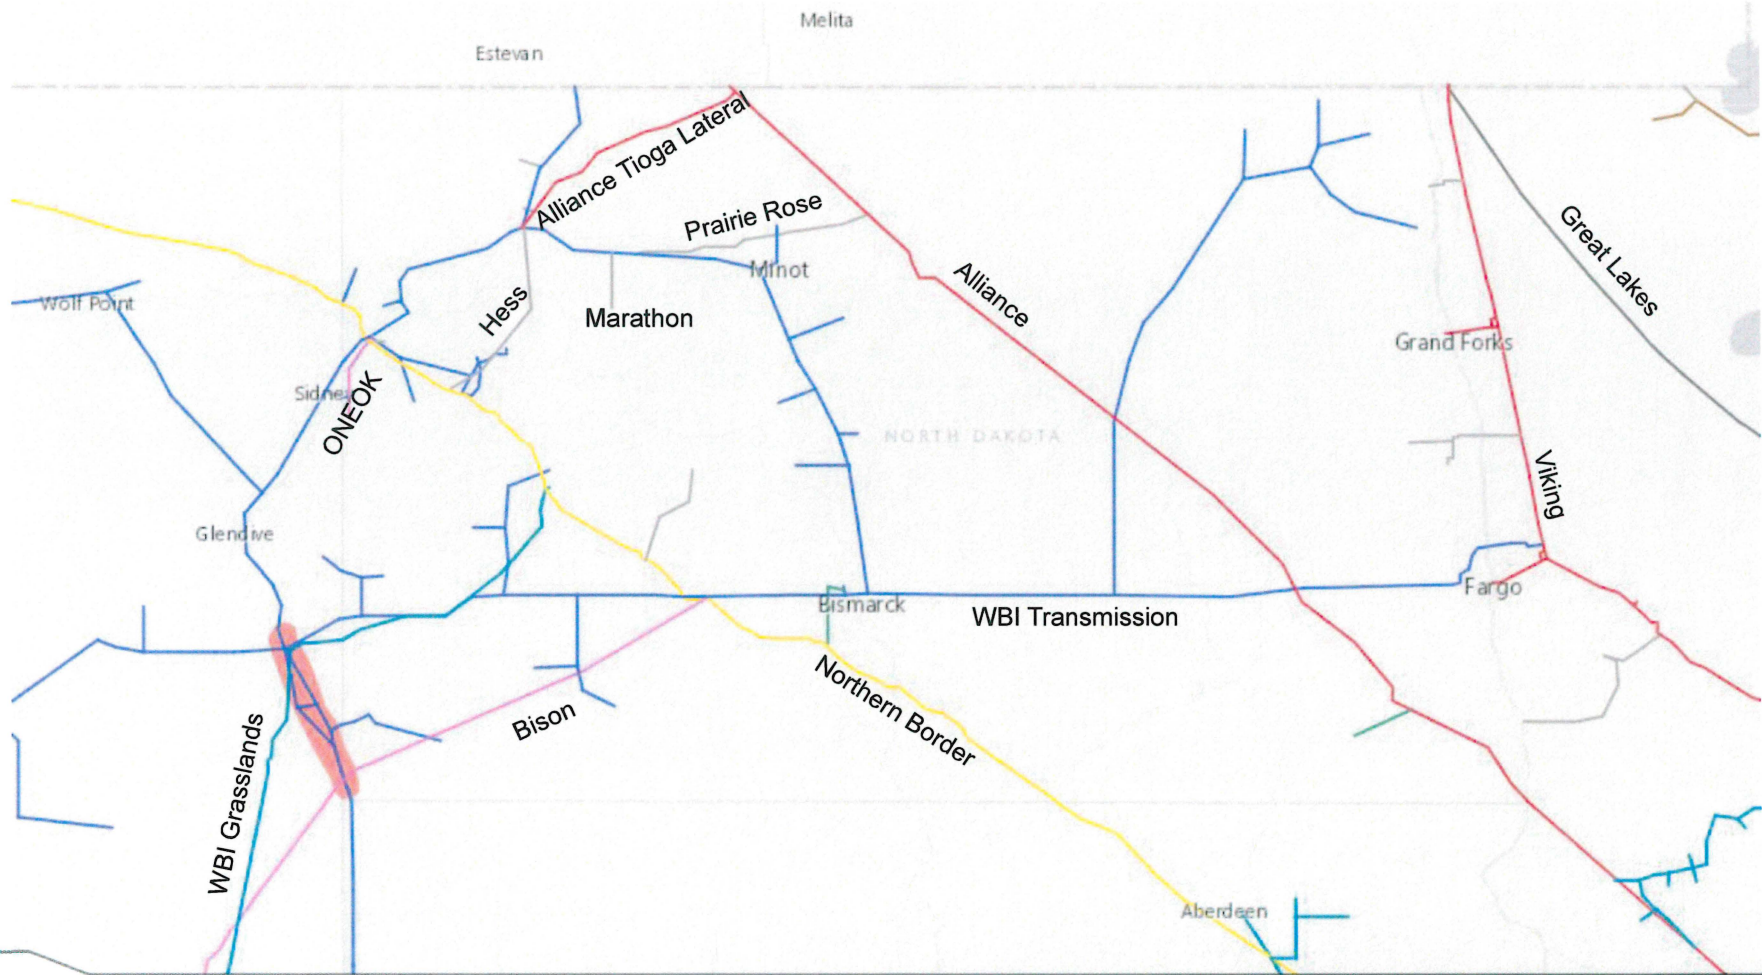 Melita
Estevan
Alliance Tioga Lateral
Prairie Rose
Great Lakes
Minot
Wolf Point
Hess
Marathon
Alliance
Grand Forks
Sidney
ONEOK
NORTH DAKOTA
Viking
Glendive
Fargo
Bismarck
WBI Transmission
Northern Border
Bison
WBI Grasslands
Aberdeen